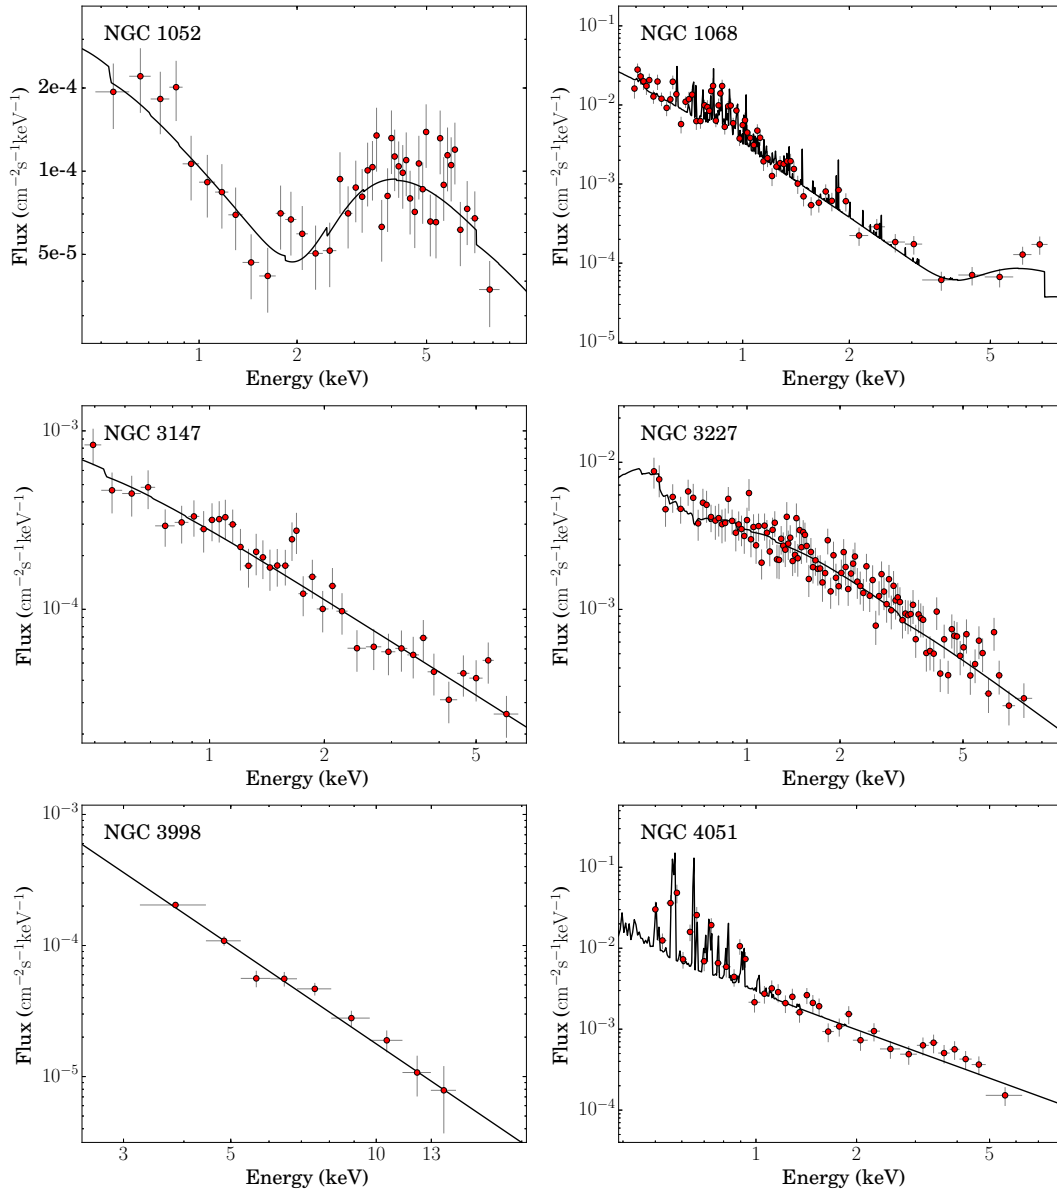 NGC 1052
2e-4
1e-4
5e-5
Flux (cm⁻²s⁻¹keV⁻¹)
1 2 5
Energy (keV)
NGC 1068
10⁻¹
10⁻²
10⁻³
10⁻⁴
10⁻⁵
Flux (cm⁻²s⁻¹keV⁻¹)
1 2 5
Energy (keV)
NGC 3147
10⁻³
10⁻⁴
Flux (cm⁻²s⁻¹keV⁻¹)
1 2 5
Energy (keV)
NGC 3227
10⁻²
10⁻³
Flux (cm⁻²s⁻¹keV⁻¹)
1 2 5
Energy (keV)
NGC 3998
10⁻³
10⁻⁴
10⁻⁵
Flux (cm⁻²s⁻¹keV⁻¹)
3 5 10 13
Energy (keV)
NGC 4051
10⁻¹
10⁻²
10⁻³
10⁻⁴
Flux (cm⁻²s⁻¹keV⁻¹)
1 2 5
Energy (keV)